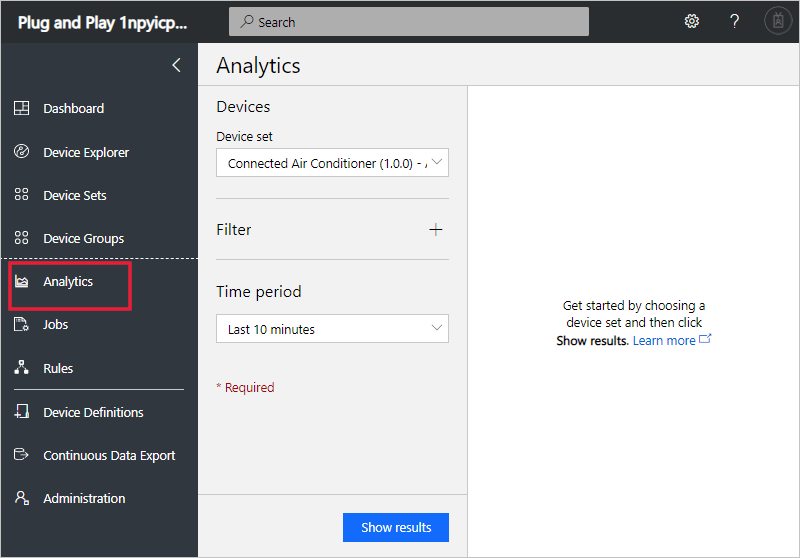 Plug and Play 1npyicp...
Search
?
Analytics
Dashboard
Device Explorer
Device Sets
Device Groups
Analytics
Jobs
Rules
Device Definitions
Continuous Data Export
Administration
Devices
Device set
Connected Air Conditioner (1.0.0) -
Filter
Time period
Last 10 minutes
* Required
Show results
Get started by choosing a
device set and then click
Show results. Learn more